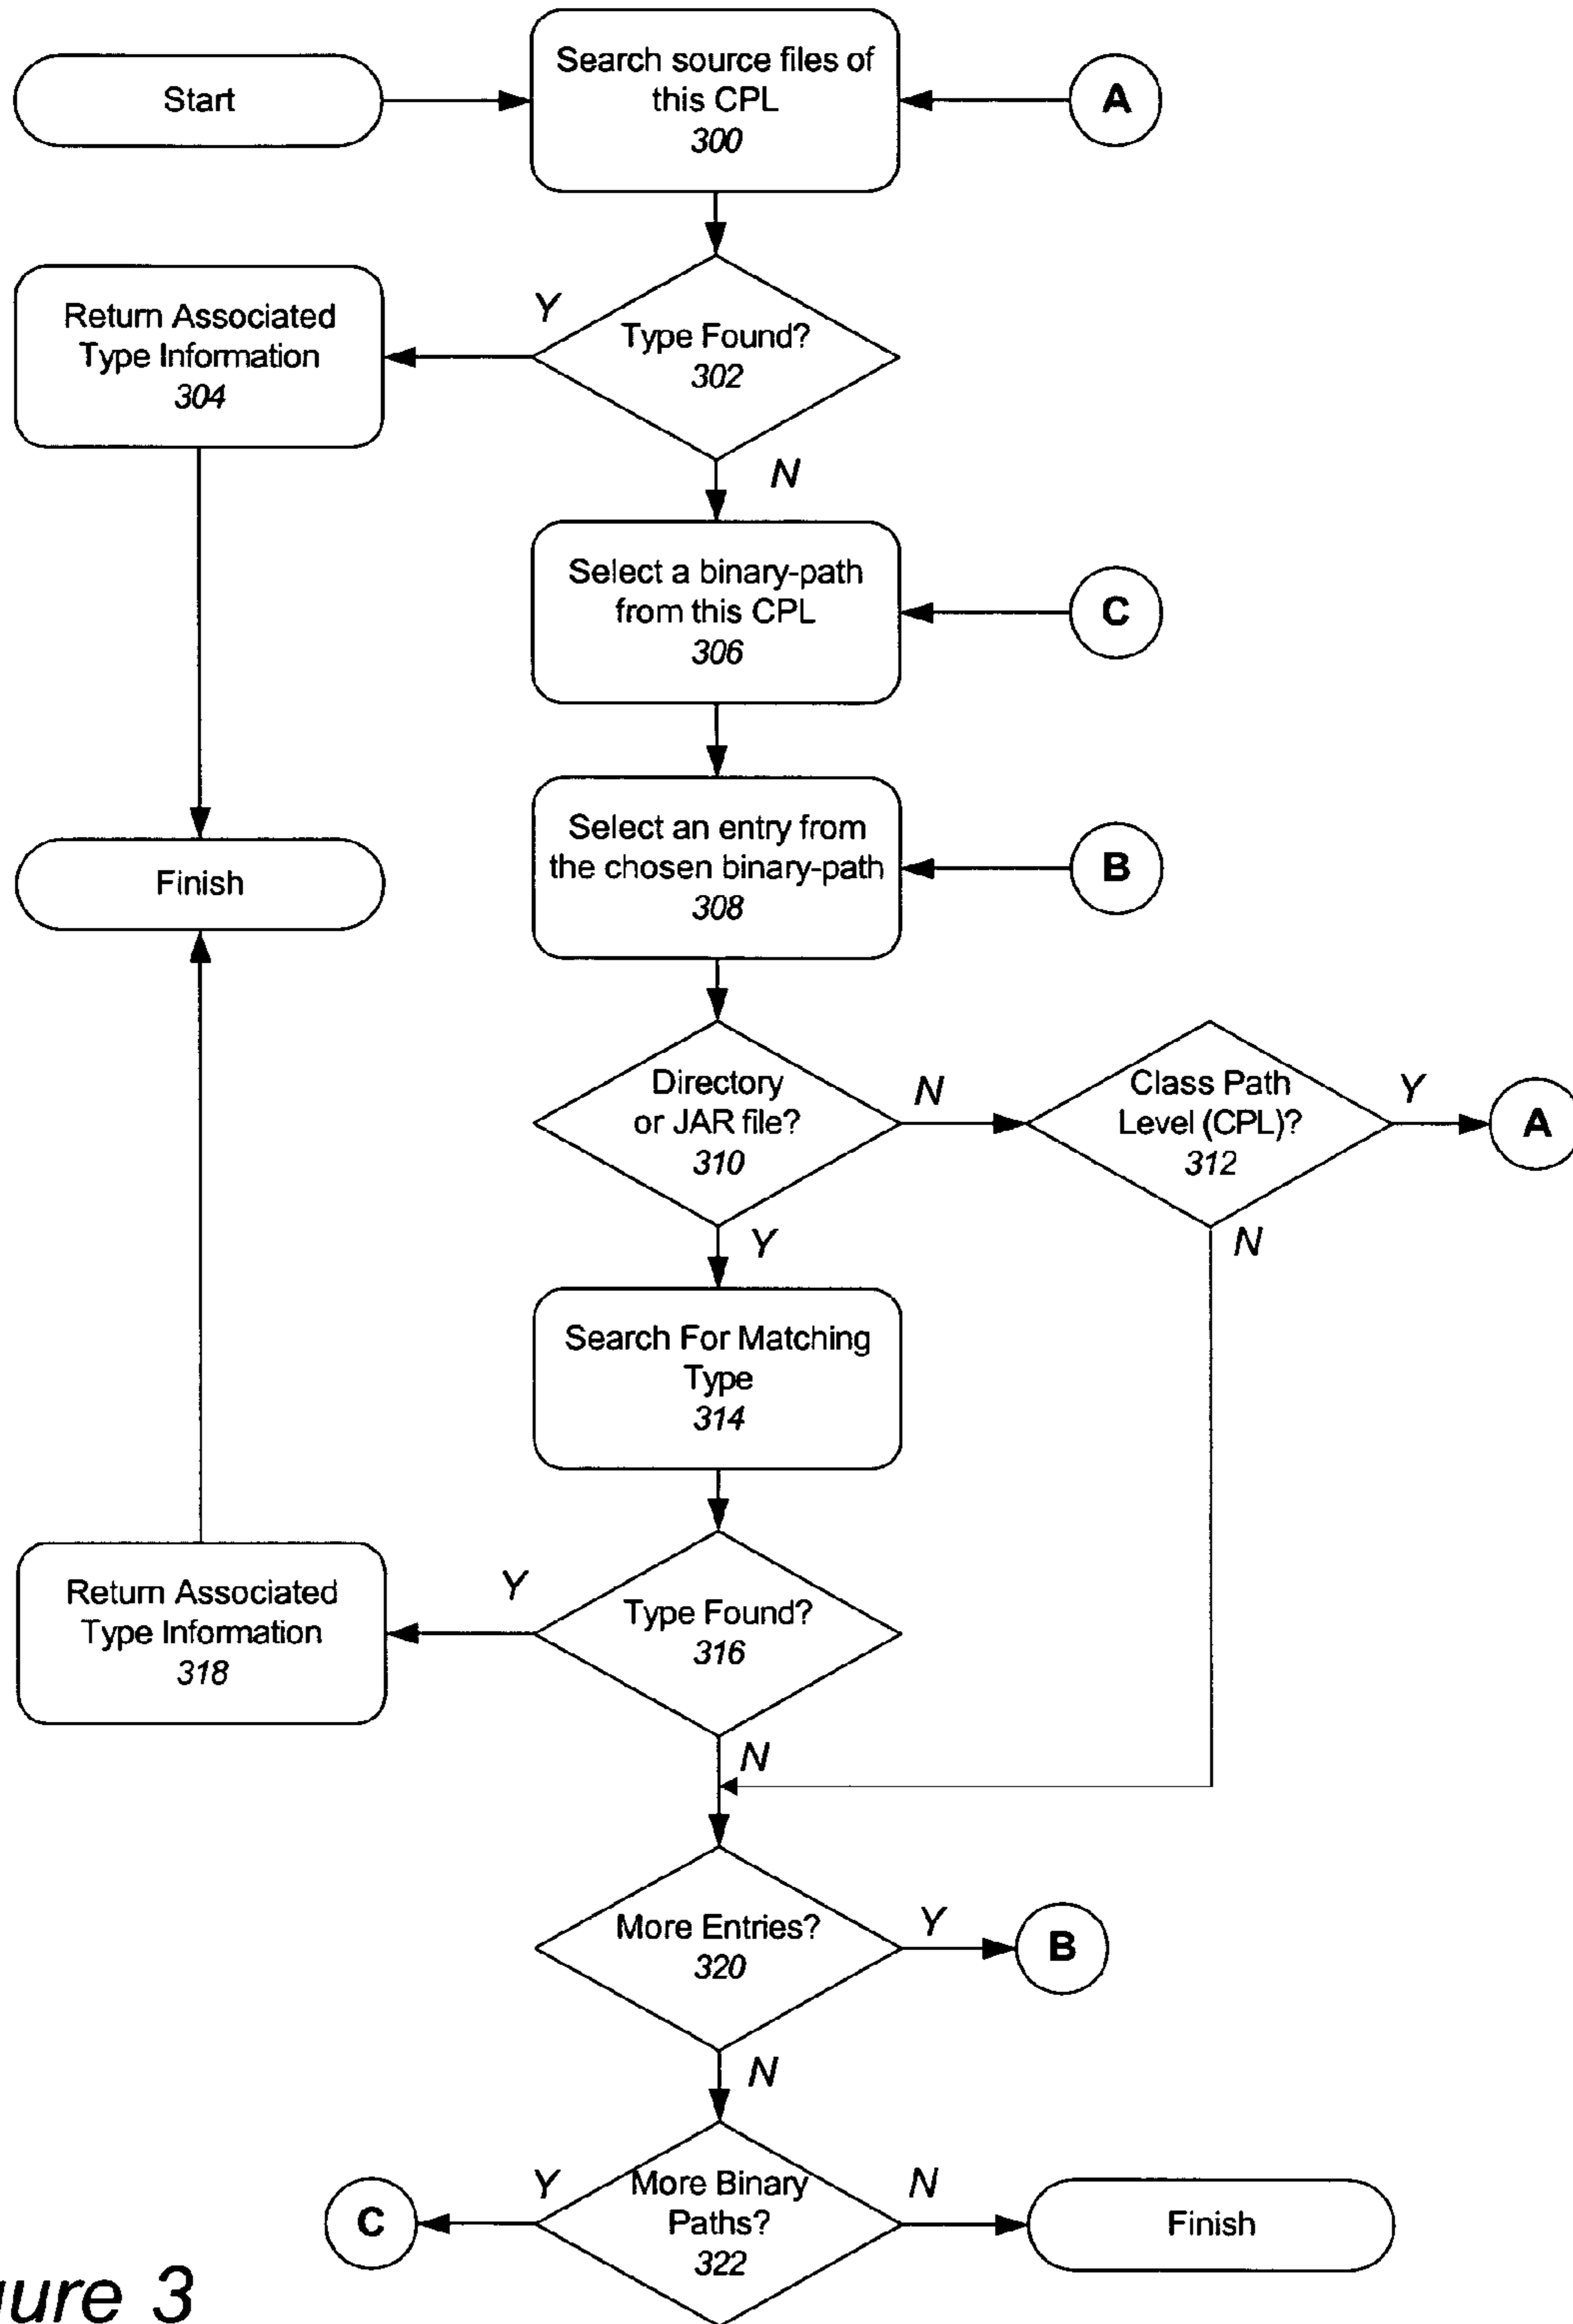 Start
Search source files of
this CPL
300
A
Return Associated
Type Information
304
Y
Type Found?
302
N
Select a binary-path
from this CPL
306
C
Finish
Select an entry from
the chosen binary-path
308
B
Directory
or JAR file?
310
N
Class Path
Level (CPL)?
312
Y
A
Y
N
Search For Matching
Type
314
Return Associated
Type Information
318
Y
Type Found?
316
N
More Entries?
320
Y
B
N
C
Y
More Binary
Paths?
322
N
Finish
ure 3